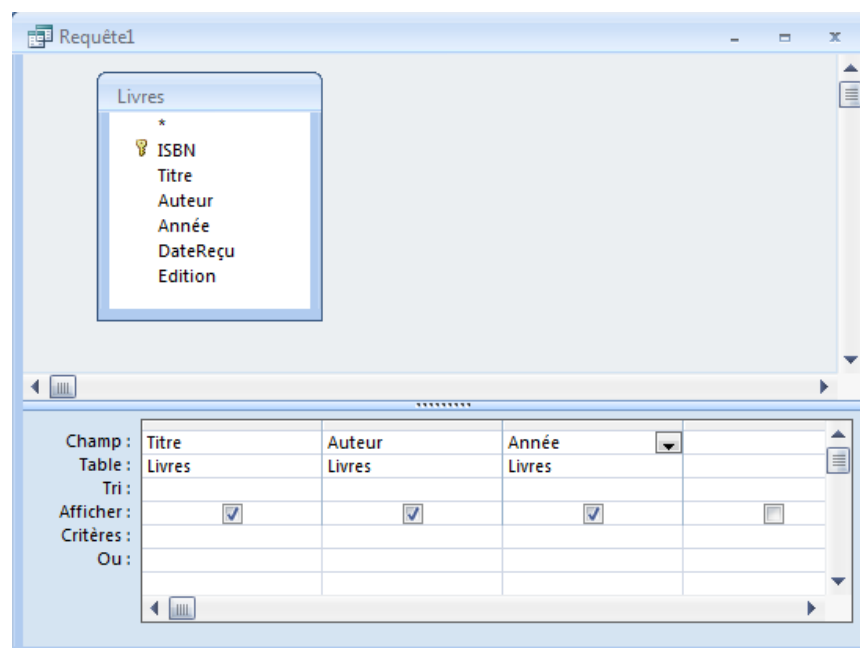 Requête1
Livres
*
ISBN
Titre
Auteur
Année
DateReçu
Edition
Champ : Titre Auteur Année
Table : Livres Livres Livres
Tri :
Afficher :
Critères :
Ou :